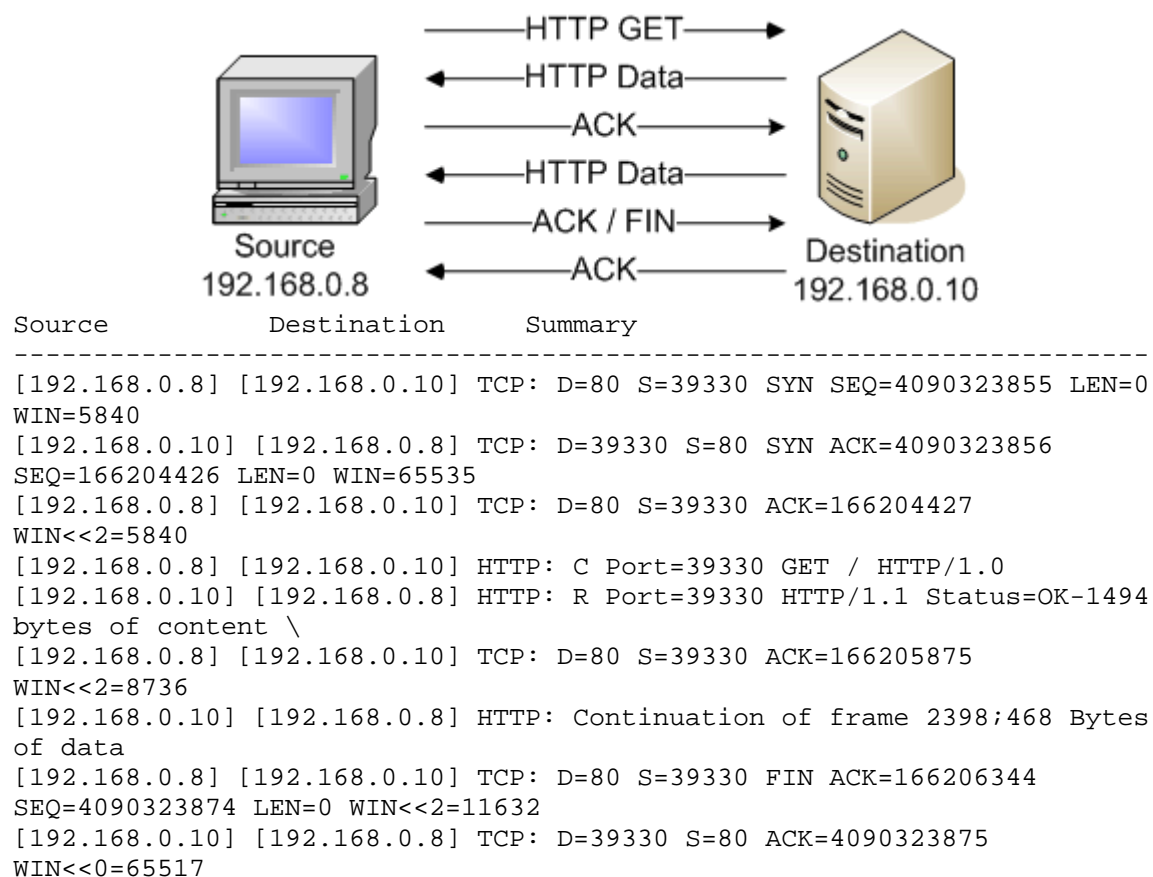 HTTP GET
HTTP Data
ACK
HTTP Data
ACK / FIN
ACK
Source
192.168.0.8
Destination
192.168.0.10
Source Destination Summary
-----------------------------------------------------------------------
[192.168.0.8] [192.168.0.10] TCP: D=80 S=39330 SYN SEQ=4090323855 LEN=0
WIN=5840
[192.168.0.10] [192.168.0.8] TCP: D=39330 S=80 SYN ACK=4090323856
SEQ=166204426 LEN=0 WIN=65535
[192.168.0.8] [192.168.0.10] TCP: D=80 S=39330 ACK=166204427
WIN<<2=5840
[192.168.0.8] [192.168.0.10] HTTP: C Port=39330 GET / HTTP/1.0
[192.168.0.10] [192.168.0.8] HTTP: R Port=39330 HTTP/1.1 Status=OK-1494
bytes of content \
[192.168.0.8] [192.168.0.10] TCP: D=80 S=39330 ACK=166205875
WIN<<2=8736
[192.168.0.10] [192.168.0.8] HTTP: Continuation of frame 2398;468 Bytes
of data
[192.168.0.8] [192.168.0.10] TCP: D=80 S=39330 FIN ACK=166206344
SEQ=4090323874 LEN=0 WIN<<2=11632
[192.168.0.10] [192.168.0.8] TCP: D=39330 S=80 ACK=4090323875
WIN<<0=65517